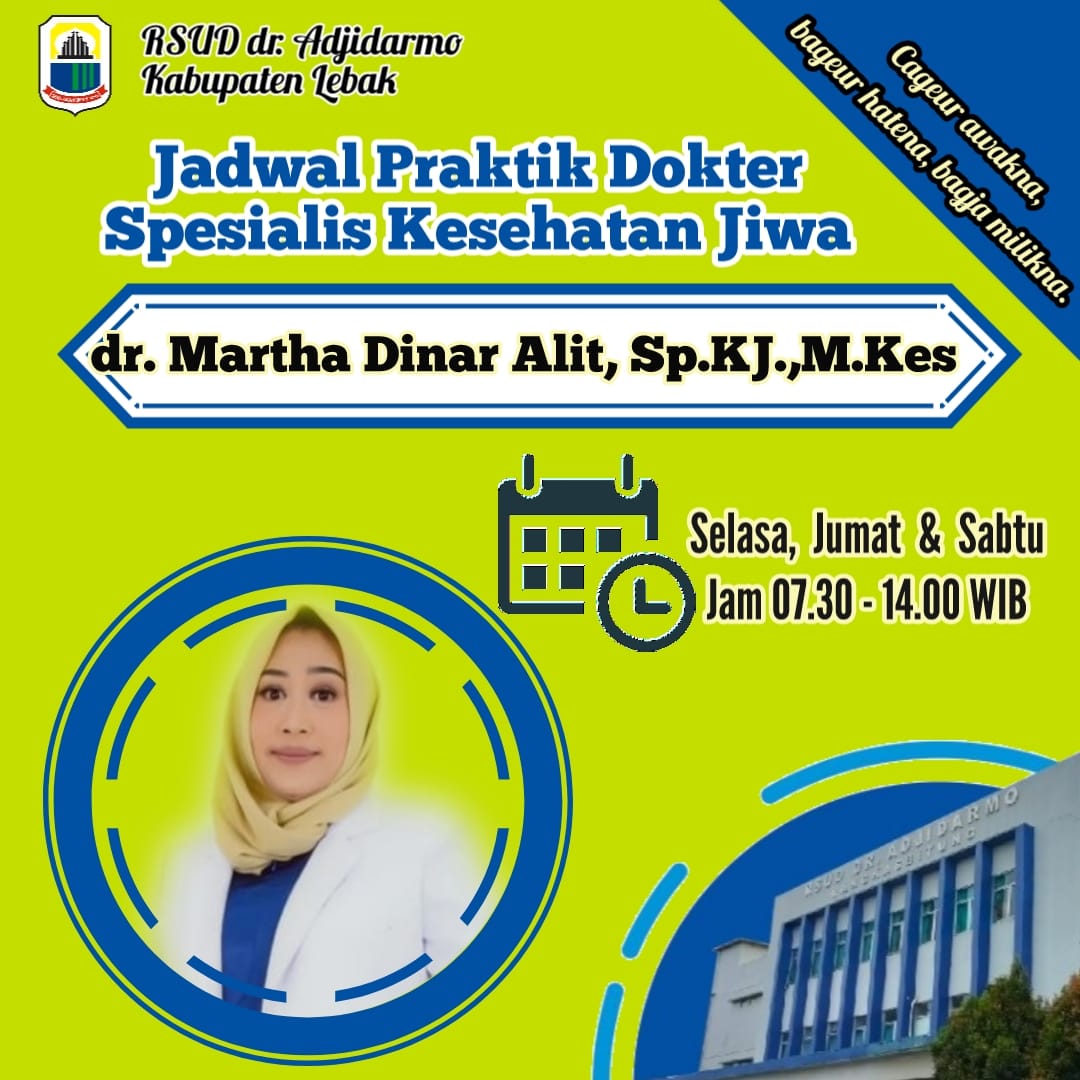 RSUD dr. Adjidarmo
Kabupaten Lebak
Cageur awakna,
bageur hatena, bagja milikna.
Jadwal Praktik Dokter
Spesialis Kesehatan Jiwa
dr. Martha Dinar Alit, Sp.KJ.,M.Kes
Selasa, Jumat & Sabtu
Jam 07.30 - 14.00 WIB
RSUD DR. ADJIDARMO
RANGKASBITUNG